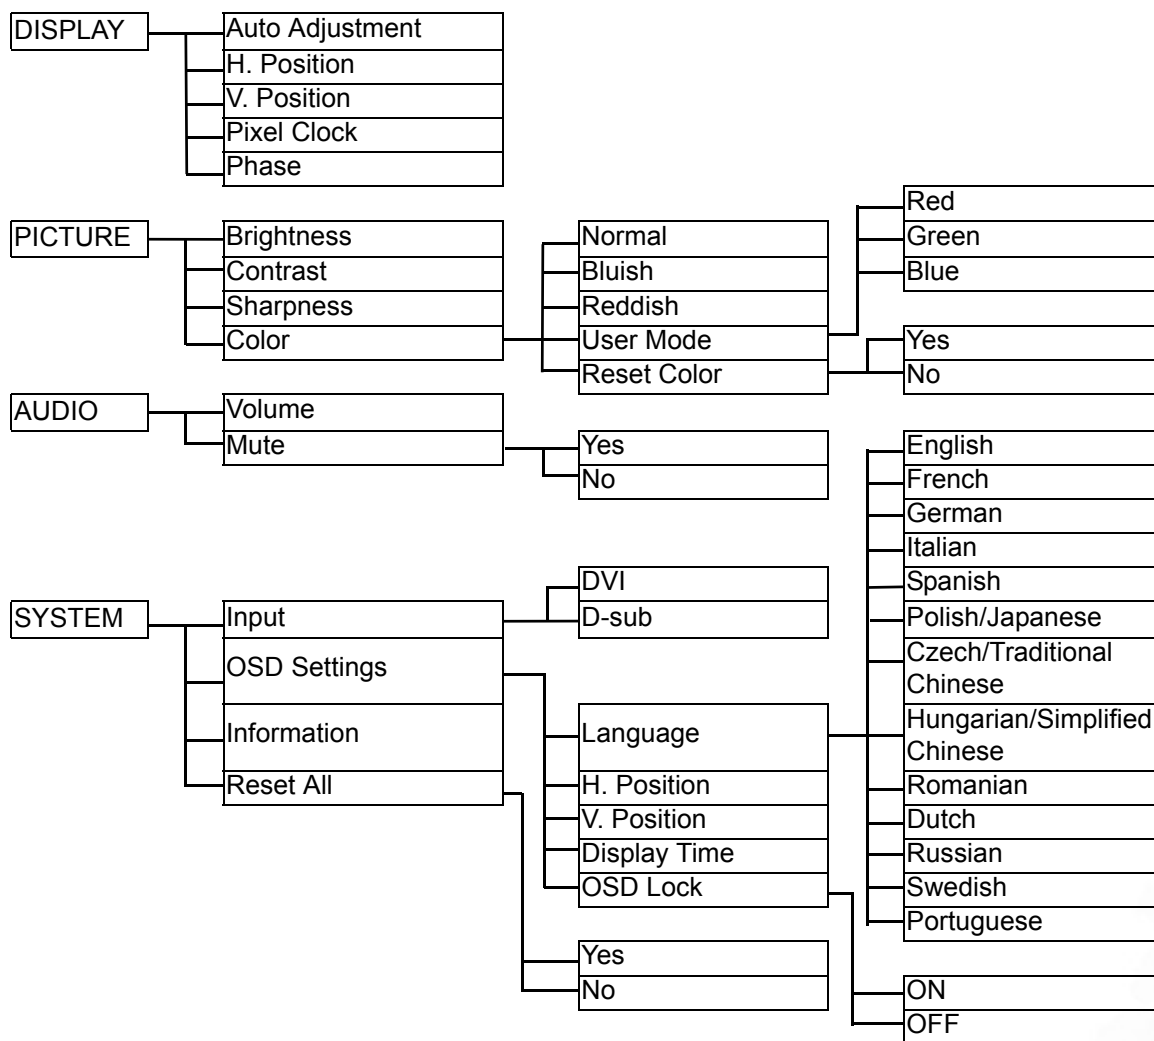 DISPLAY
Auto Adjustment
H. Position
V. Position
Pixel Clock
Phase
PICTURE
Brightness
Contrast
Sharpness
Color
Normal
Bluish
Reddish
User Mode
Reset Color
Red
Green
Blue
Yes
No
AUDIO
Volume
Mute
Yes
No
SYSTEM
Input
OSD Settings
Information
Reset All
DVI
D-sub
Language
H. Position
V. Position
Display Time
OSD Lock
Yes
No
English
French
German
Italian
Spanish
Polish/Japanese
Czech/Traditional
Chinese
Hungarian/Simplified
Chinese
Romanian
Dutch
Russian
Swedish
Portuguese
ON
OFF